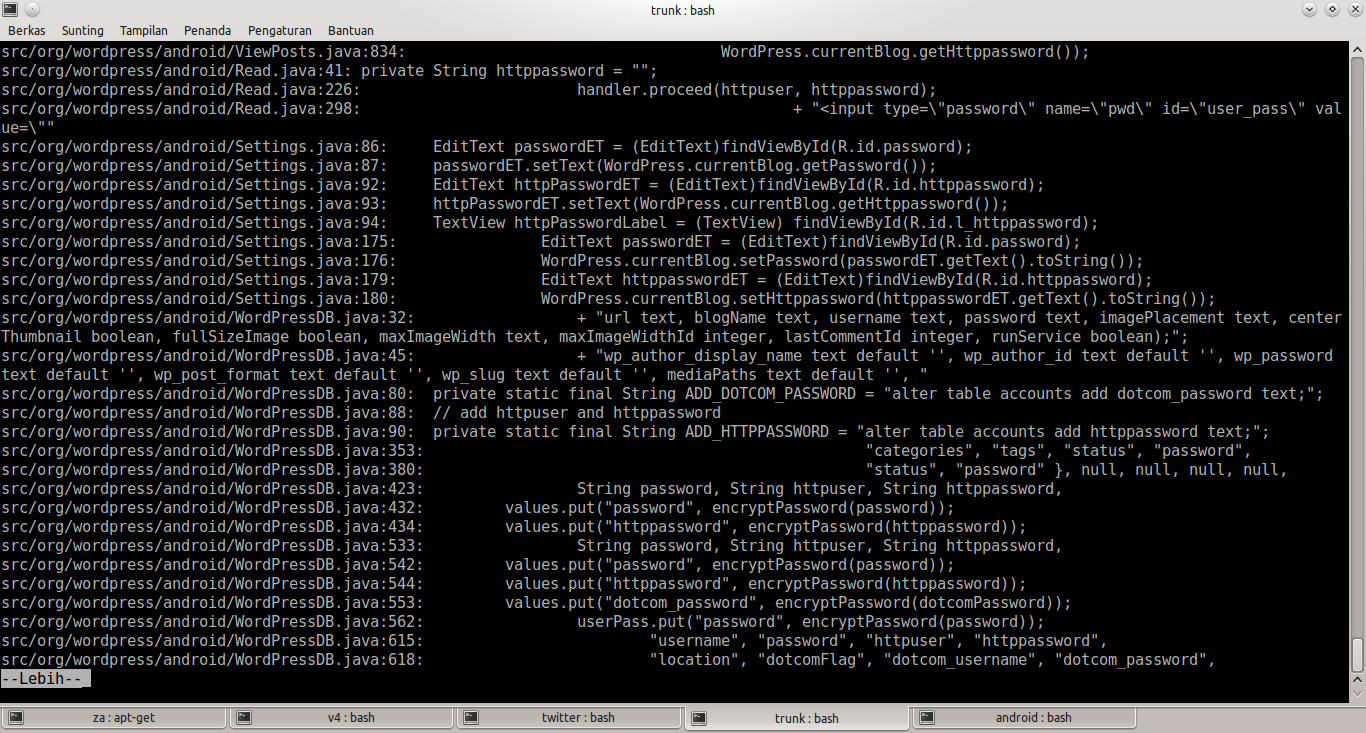 trunk : bash
Berkas Sunting Tampilan Penanda Pengaturan Bantuan
src/org/wordpress/android/ViewPosts.java:834: WordPress.currentBlog.getHttppassword());
src/org/wordpress/android/Read.java:41: private String httppassword = "";
src/org/wordpress/android/Read.java:226: handler.proceed(httpuser, httppassword);
src/org/wordpress/android/Read.java:298: + "<input type=\"password\" name=\"pwd\" id=\"user_pass\" val
ue=\""
src/org/wordpress/android/Settings.java:86: EditText passwordET = (EditText)findViewById(R.id.password);
src/org/wordpress/android/Settings.java:87: passwordET.setText(WordPress.currentBlog.getPassword());
src/org/wordpress/android/Settings.java:92: EditText httpPasswordET = (EditText)findViewById(R.id.httppassword);
src/org/wordpress/android/Settings.java:93: httpPasswordET.setText(WordPress.currentBlog.getHttppassword());
src/org/wordpress/android/Settings.java:94: TextView httpPasswordLabel = (TextView) findViewById(R.id.l_httppassword);
src/org/wordpress/android/Settings.java:175: EditText passwordET = (EditText)findViewById(R.id.password);
src/org/wordpress/android/Settings.java:176: WordPress.currentBlog.setPassword(passwordET.getText().toString());
src/org/wordpress/android/Settings.java:179: EditText httppasswordET = (EditText)findViewById(R.id.httppassword);
src/org/wordpress/android/Settings.java:180: WordPress.currentBlog.setHttppassword(httppasswordET.getText().toString());
src/org/wordpress/android/WordPressDB.java:32: + "url text, blogName text, username text, password text, imagePlacement text, center
Thumbnail boolean, fullSizeImage boolean, maxImageWidth text, maxImageWidthId integer, lastCommentId integer, runService boolean);";
src/org/wordpress/android/WordPressDB.java:45: + "wp_author_display_name text default '', wp_author_id text default '', wp_password
text default '', wp_post_format text default '', wp_slug text default '', mediaPaths text default '', "
src/org/wordpress/android/WordPressDB.java:80: private static final String ADD_DOTCOM_PASSWORD = "alter table accounts add dotcom_password text;";
src/org/wordpress/android/WordPressDB.java:88: // add httpuser and httppassword
src/org/wordpress/android/WordPressDB.java:90: private static final String ADD_HTTPPASSWORD = "alter table accounts add httppassword text;";
src/org/wordpress/android/WordPressDB.java:353: "categories", "tags", "status", "password",
src/org/wordpress/android/WordPressDB.java:380: "status", "password" }, null, null, null, null,
src/org/wordpress/android/WordPressDB.java:423: String password, String httpuser, String httppassword,
src/org/wordpress/android/WordPressDB.java:432: values.put("password", encryptPassword(password));
src/org/wordpress/android/WordPressDB.java:434: values.put("httppassword", encryptPassword(httppassword));
src/org/wordpress/android/WordPressDB.java:533: String password, String httpuser, String httppassword,
src/org/wordpress/android/WordPressDB.java:542: values.put("password", encryptPassword(password));
src/org/wordpress/android/WordPressDB.java:544: values.put("httppassword", encryptPassword(httppassword));
src/org/wordpress/android/WordPressDB.java:553: values.put("dotcom_password", encryptPassword(dotcomPassword));
src/org/wordpress/android/WordPressDB.java:562: userPass.put("password", encryptPassword(password));
src/org/wordpress/android/WordPressDB.java:615: "username", "password", "httpuser", "httppassword",
src/org/wordpress/android/WordPressDB.java:618: "location", "dotcomFlag", "dotcom_username", "dotcom_password",
--Lebih--
za : apt-get v4 : bash twitter : bash trunk : bash android : bash